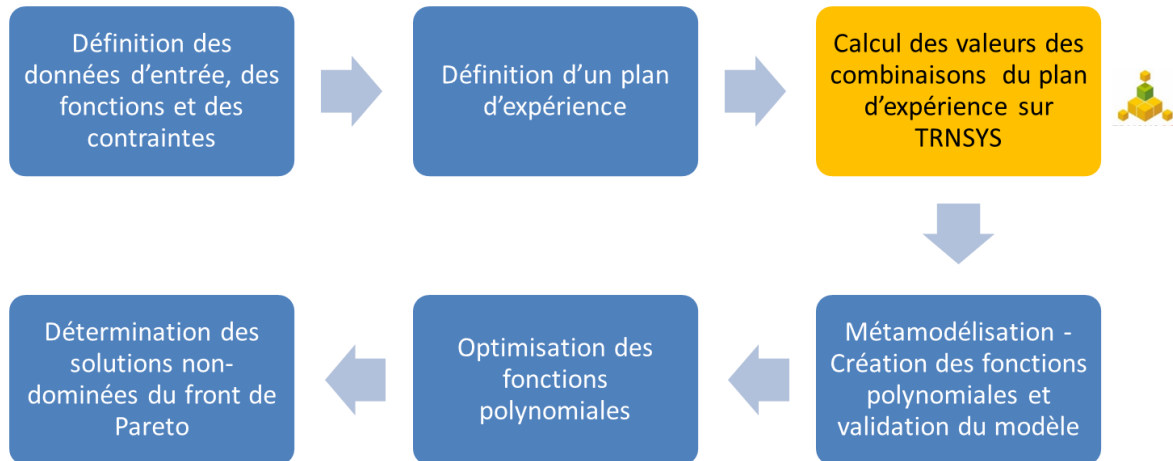 Définition des
données d'entrée, des
fonctions et des
contraintes
Définition d'un plan
d'expérience
Calcul des valeurs des
combinaisons du plan
d'expérience sur
TRNSYS
Métamodélisation -
Création des fonctions
polynomiales et
validation du modèle
Optimisation des
fonctions
polynomiales
Détermination des
solutions non-
dominées du front de
Pareto